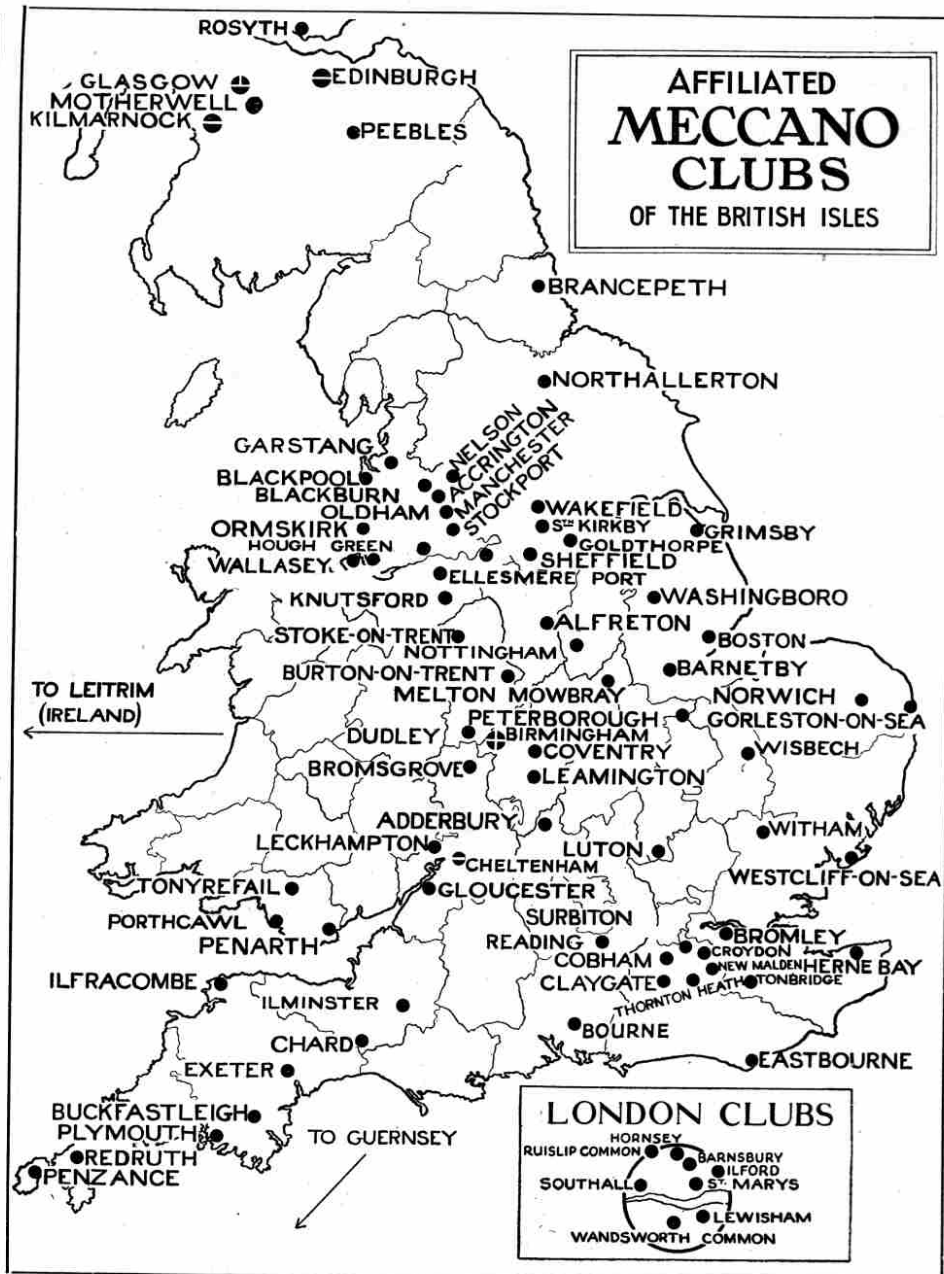 ROSYTH
GLASGOW
EDINBURGH
MOTHERWELL
KILMARNOCK
PEEBLES
AFFILIATED
MECCANO
CLUBS
OF THE BRITISH ISLES
BRANCEPETH
NORTHALLERTON
GARSTANG
NELSON
ACCRINGTON
MANCHESTER
STOCKPORT
BLACKPOOL
BLACKBURN
OLDHAM
WAKEFIELD
ORMSKIRK
STH KIRKBY
GRIMSBY
HOUGH GREEN
GOLDTHORPE
WALLASEY
SHEFFIELD
ELLESMERE PORT
KNUTSFORD
WASHINGBORO
ALFRETON
STOKE-ON-TRENT
BOSTON
NOTTINGHAM
BURTON-ON-TRENT
BARNETBY
MELTON MOWBRAY
NORWICH
TO LEITRIM
(IRELAND)
PETERBOROUGH
GORLESTON-ON-SEA
DUDLEY
BIRMINGHAM
COVENTRY
WISBECH
BROMSGROVE
LEAMINGTON
ADDERBURY
WITHAM
LECKHAMPTON
LUTON
CHELTENHAM
WESTCLIFF-ON-SEA
TONYREFAIL
GLOUCESTER
PORTHCAWL
SURBITON
PENARTH
READING
BROMLEY
CROYDON
COBHAM
NEW MALDEN
HERNE BAY
ILFRACOMBE
CLAYGATE
TONBRIDGE
THORNTON HEATH
ILMINSTER
BOURNE
CHARD
EASTBOURNE
EXETER
BUCKFASTLEIGH
PLYMOUTH
TO GUERNSEY
REDRUTH
PENZANCE
LONDON CLUBS
HORNSEY
RUISLIP COMMON
BARNSBURY
ILFORD
SOUTHALL
ST. MARYS
LEWISHAM
WANDSWORTH COMMON